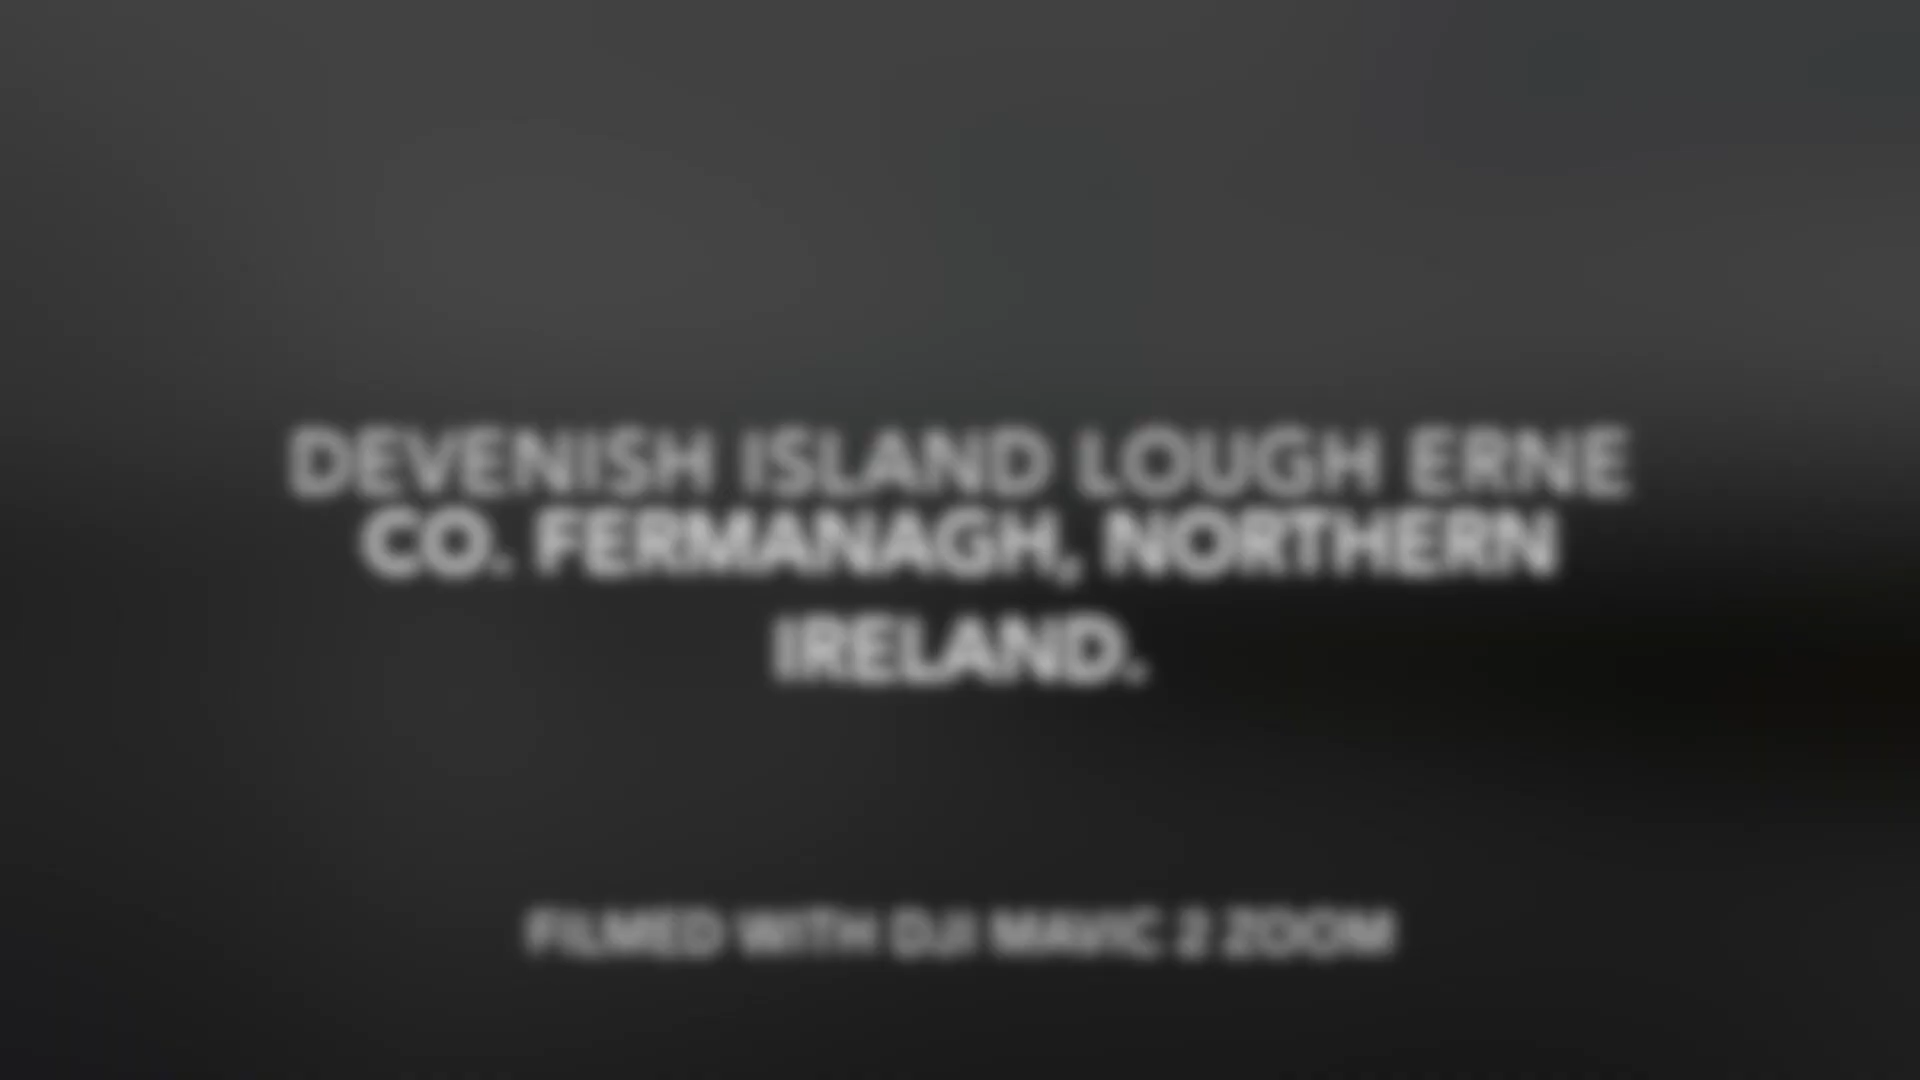 DEVENISH ISLAND LOUGH ERNE
CO. FERMANAGH, NORTHERN
IRELAND.
FILMED WITH DJI MAVIC 2 ZOOM